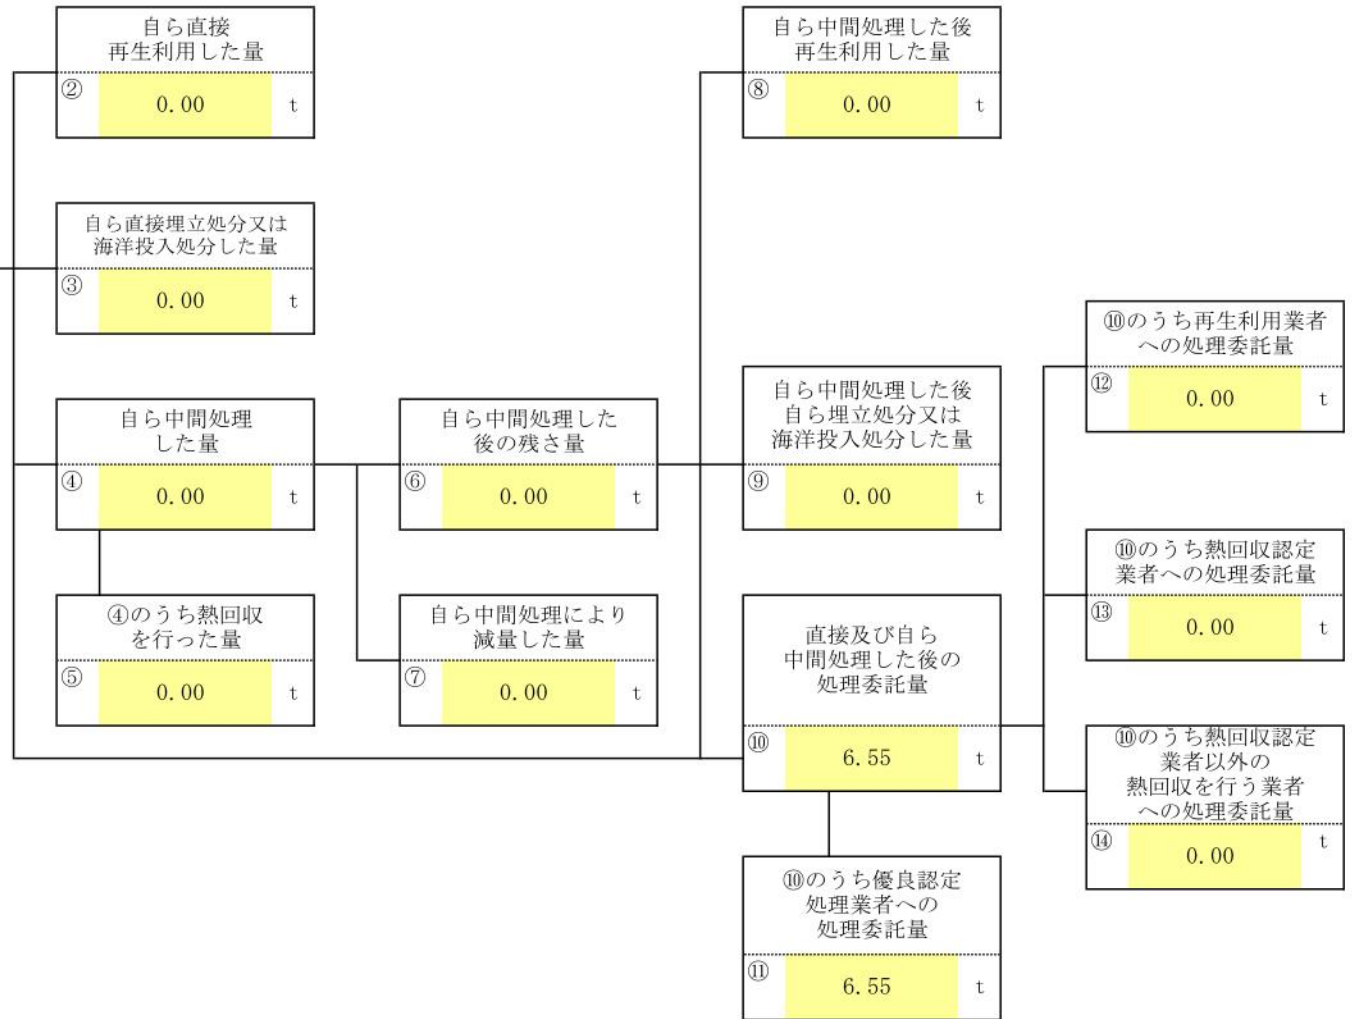 自ら直接
再生利用した量
② 0.00 t
自ら直接埋立処分又は
海洋投入処分した量
③ 0.00 t
自ら中間処理
した量
④ 0.00 t
④のうち熱回収
を行った量
⑤ 0.00 t
自ら中間処理した
後の残さ量
⑥ 0.00 t
自ら中間処理により
減量した量
⑦ 0.00 t
自ら中間処理した後
再生利用した量
⑧ 0.00 t
自ら中間処理した後
自ら埋立処分又は
海洋投入処分した量
⑨ 0.00 t
直接及び自ら
中間処理した後の
処理委託量
⑩ 6.55 t
⑩のうち優良認定
処理業者への
処理委託量
⑪ 6.55 t
⑩のうち再生利用業者
への処理委託量
⑫ 0.00 t
⑩のうち熱回収認定
業者への処理委託量
⑬ 0.00 t
⑩のうち熱回収認定
業者以外の
熱回収を行う業者
への処理委託量
⑭ 0.00 t